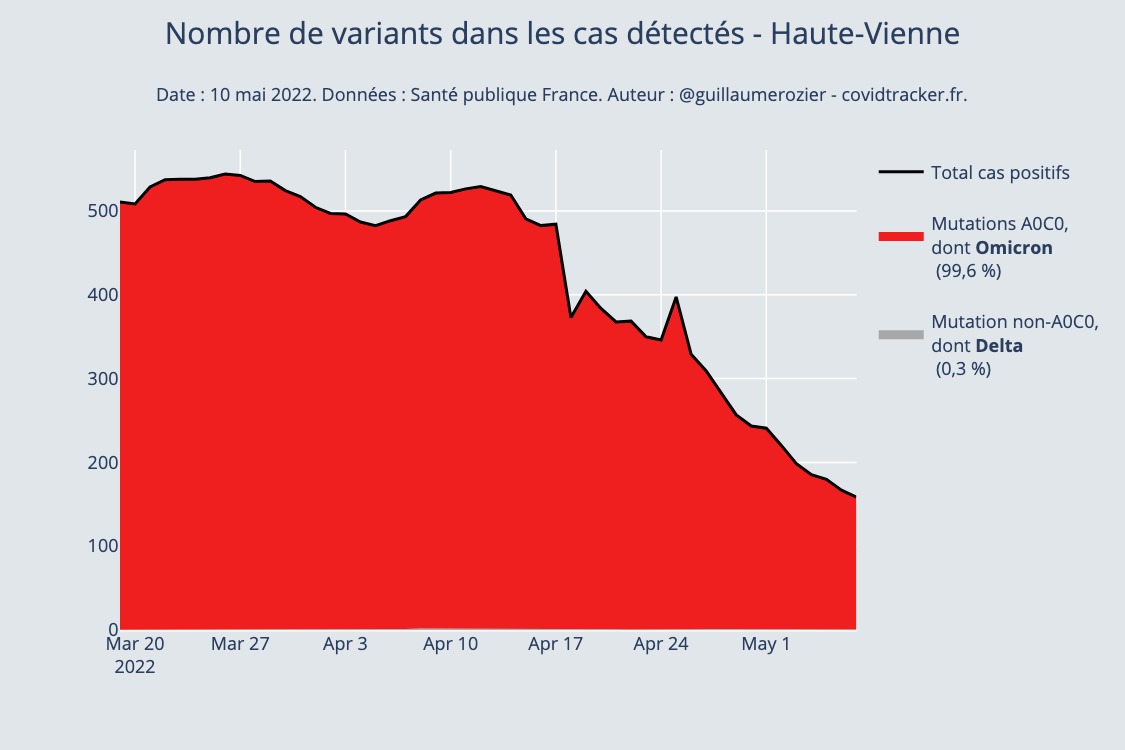 Nombre de variants dans les cas détectés - Haute-Vienne
Date : 10 mai 2022. Données : Santé publique France. Auteur : @guillaumerozier - covidtracker.fr.
Total cas positifs
Mutations A0C0,
dont Omicron
(99,6 %)
Mutation non-A0C0,
dont Delta
(0,3 %)
500
400
300
200
100
0
Mar 20
2022
Mar 27
Apr 3
Apr 10
Apr 17
Apr 24
May 1